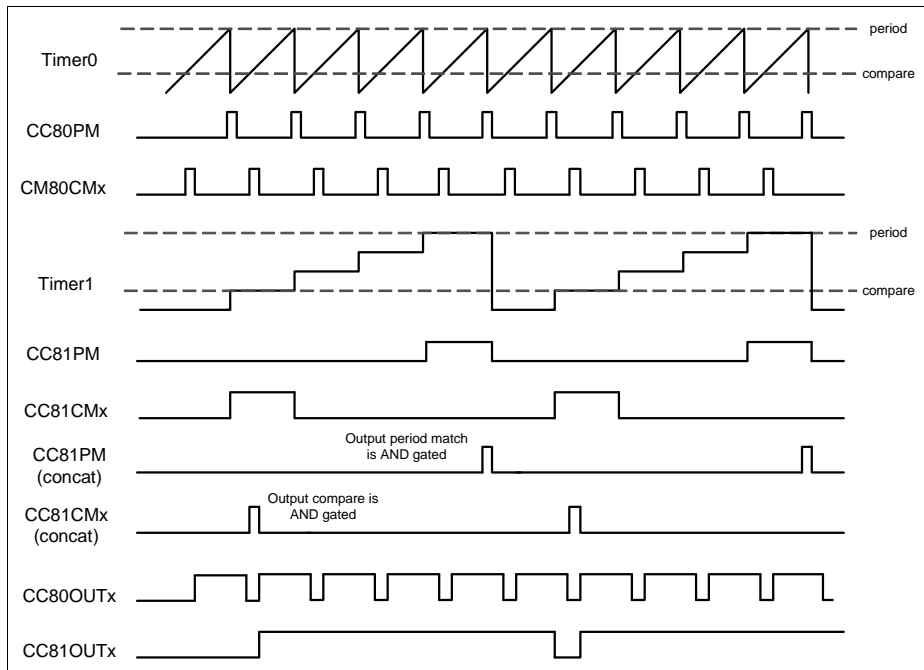 period
Timer0
compare
CC80PM
CM80CMx
period
Timer1
compare
CC81PM
CC81CMx
Output period match
is AND gated
CC81PM
(concat)
Output compare is
AND gated
CC81CMx
(concat)
CC80OUTx
CC81OUTx